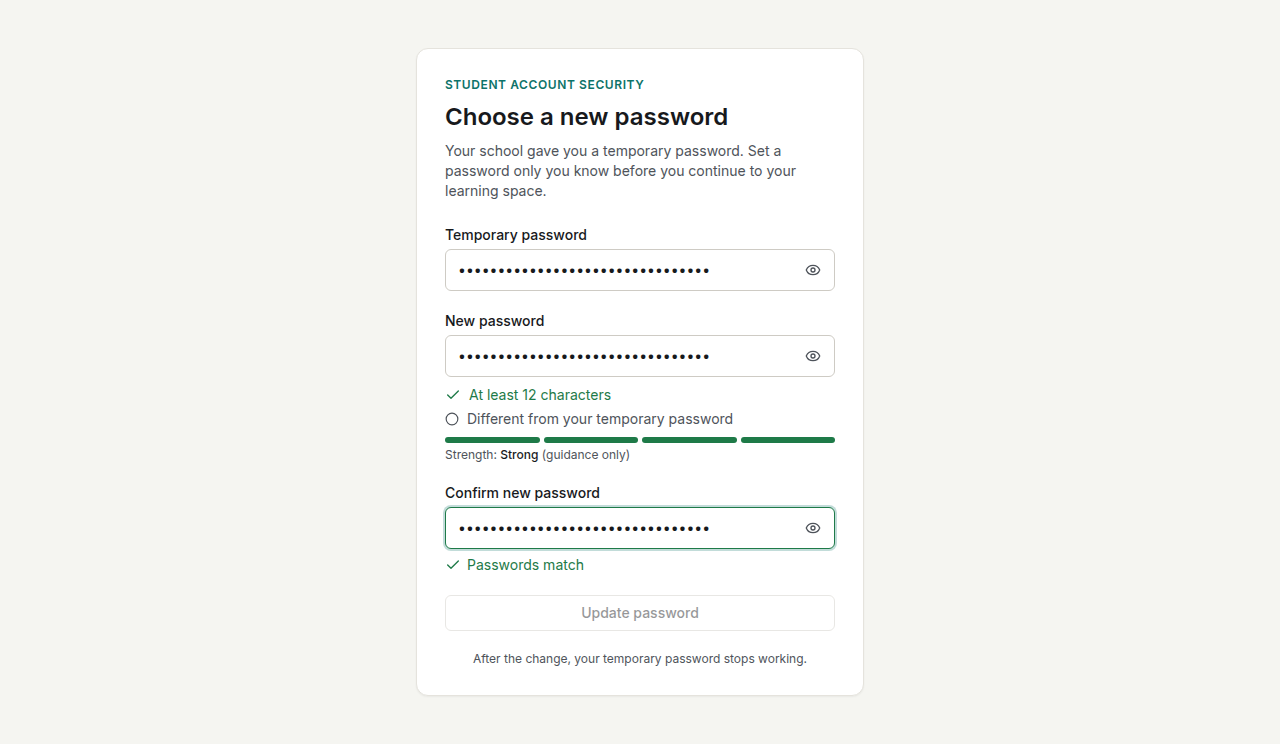 STUDENT ACCOUNT SECURITY
Choose a new password
Your school gave you a temporary password. Set a
password only you know before you continue to your
learning space.
Temporary password
••••••••••••••••••••••••••••••••
New password
••••••••••••••••••••••••••••••••
At least 12 characters
Different from your temporary password
Strength: Strong (guidance only)
Confirm new password
••••••••••••••••••••••••••••••••
Passwords match
Update password
After the change, your temporary password stops working.